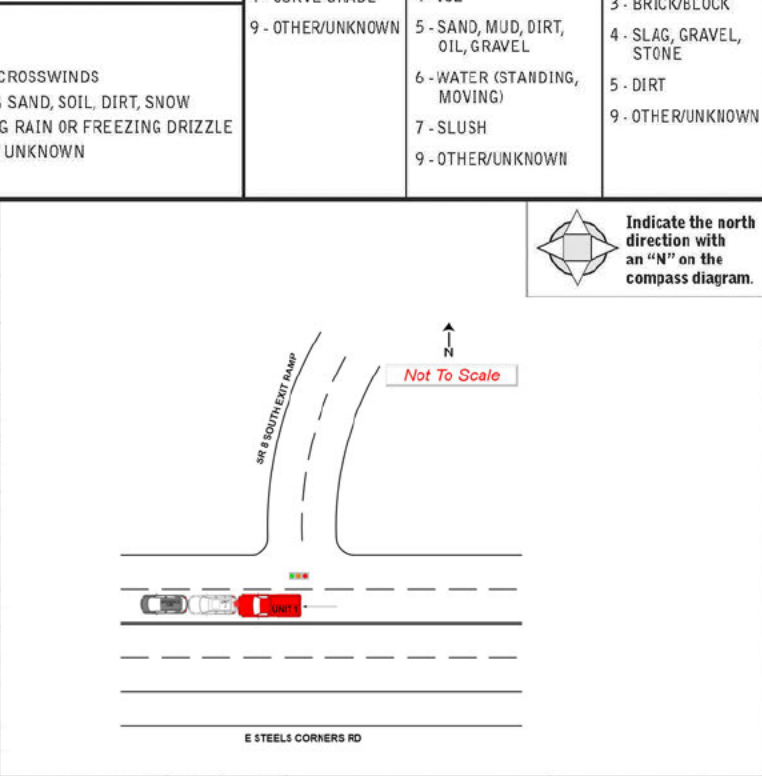 9 - OTHER/UNKNOWN
5 - SAND, MUD, DIRT,
OIL, GRAVEL
6 - WATER (STANDING,
MOVING)
7 - SLUSH
9 - OTHER/UNKNOWN
3 - BRICK/BLOCK
4 - SLAG, GRAVEL,
STONE
5 - DIRT
9 - OTHER/UNKNOWN
CROSSWINDS
SAND, SOIL, DIRT, SNOW
G RAIN OR FREEZING DRIZZLE
UNKNOWN
Indicate the north
direction with
an “N” on the
compass diagram.
N
Not To Scale
SR 8 SOUTH EXIT RAMP
UNIT 1
E STEELS CORNERS RD